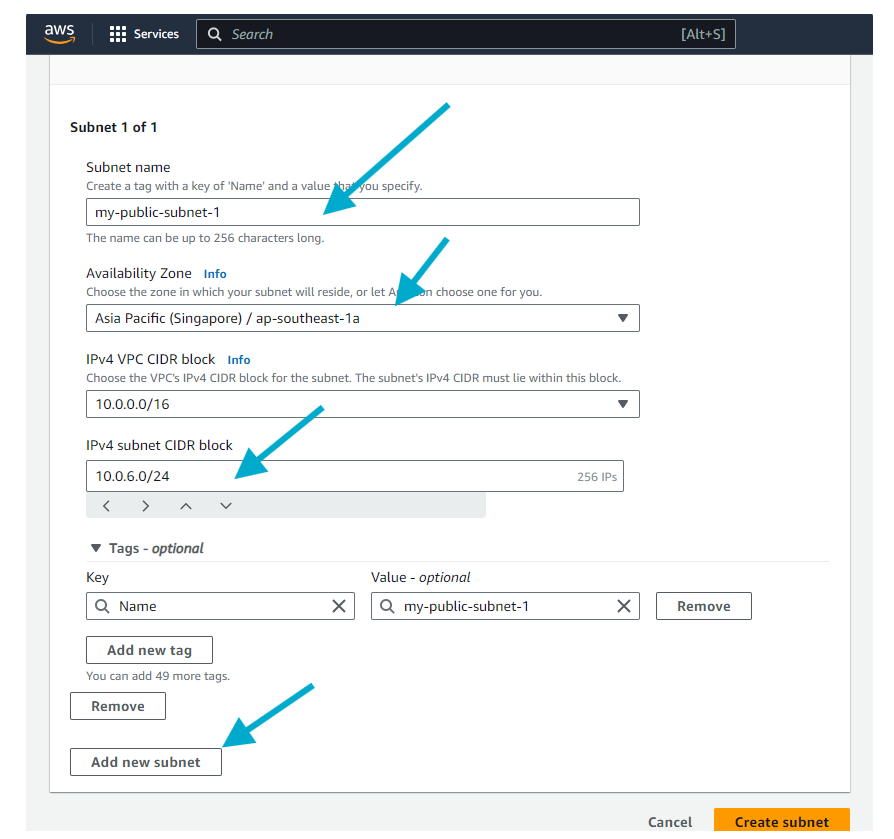 aws Services Search [Alt+S]
Subnet 1 of 1
Subnet name
Create a tag with a key of 'Name' and a value that you specify.
my-public-subnet-1
The name can be up to 256 characters long.
Availability Zone Info
Choose the zone in which your subnet will reside, or let Amazon choose one for you.
Asia Pacific (Singapore) / ap-southeast-1a
IPv4 VPC CIDR block Info
Choose the VPC's IPv4 CIDR block for the subnet. The subnet's IPv4 CIDR must lie within this block.
10.0.0.0/16
IPv4 subnet CIDR block
10.0.6.0/24 256 IPs
Tags - optional
Key Value - optional
Name my-public-subnet-1 Remove
Add new tag
You can add 49 more tags.
Remove
Add new subnet
Cancel Create subnet